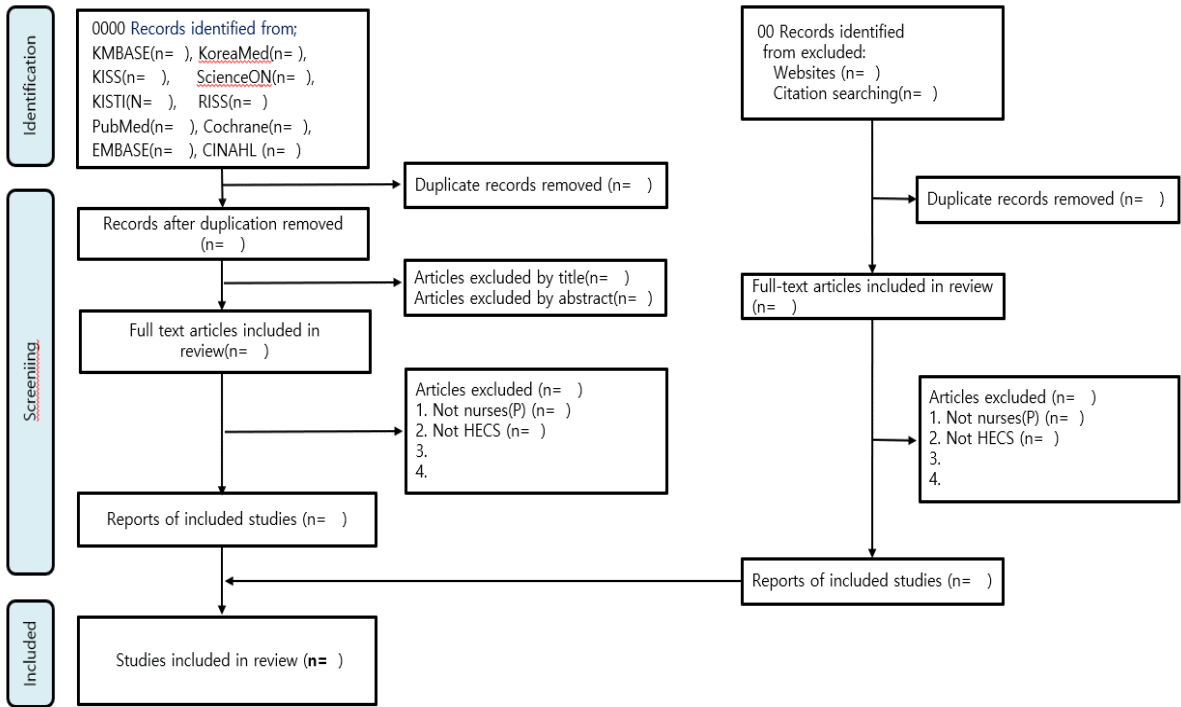 Identification
0000 Records identified from;
KMBASE(n=  ), KoreaMed(n= ),
KISS(n=  ),  ScienceON(n=  ),
KISTI(N=  ),  RISS(n=  )
PubMed(n=  ), Cochrane(n=  ),
EMBASE(n=  ), CINAHL (n=  )
00 Records identified
from excluded:
Websites (n=  )
Citation searching(n=  )
Screeniing
Duplicate records removed (n=  )
Duplicate records removed (n=  )
Records after duplication removed
(n=  )
Articles excluded by title(n=  )
Articles excluded by abstract(n=  )
Full-text articles included in review
(n=  )
Full text articles included in
review(n=  )
Articles excluded (n=  )
1. Not nurses(P) (n=  )
2. Not HECS (n=  )
3.
4.
Articles excluded (n=  )
1. Not nurses(P) (n=  )
2. Not HECS (n=  )
3.
4.
Reports of included studies (n=  )
Reports of included studies (n=  )
Included
Studies included in review (n=  )